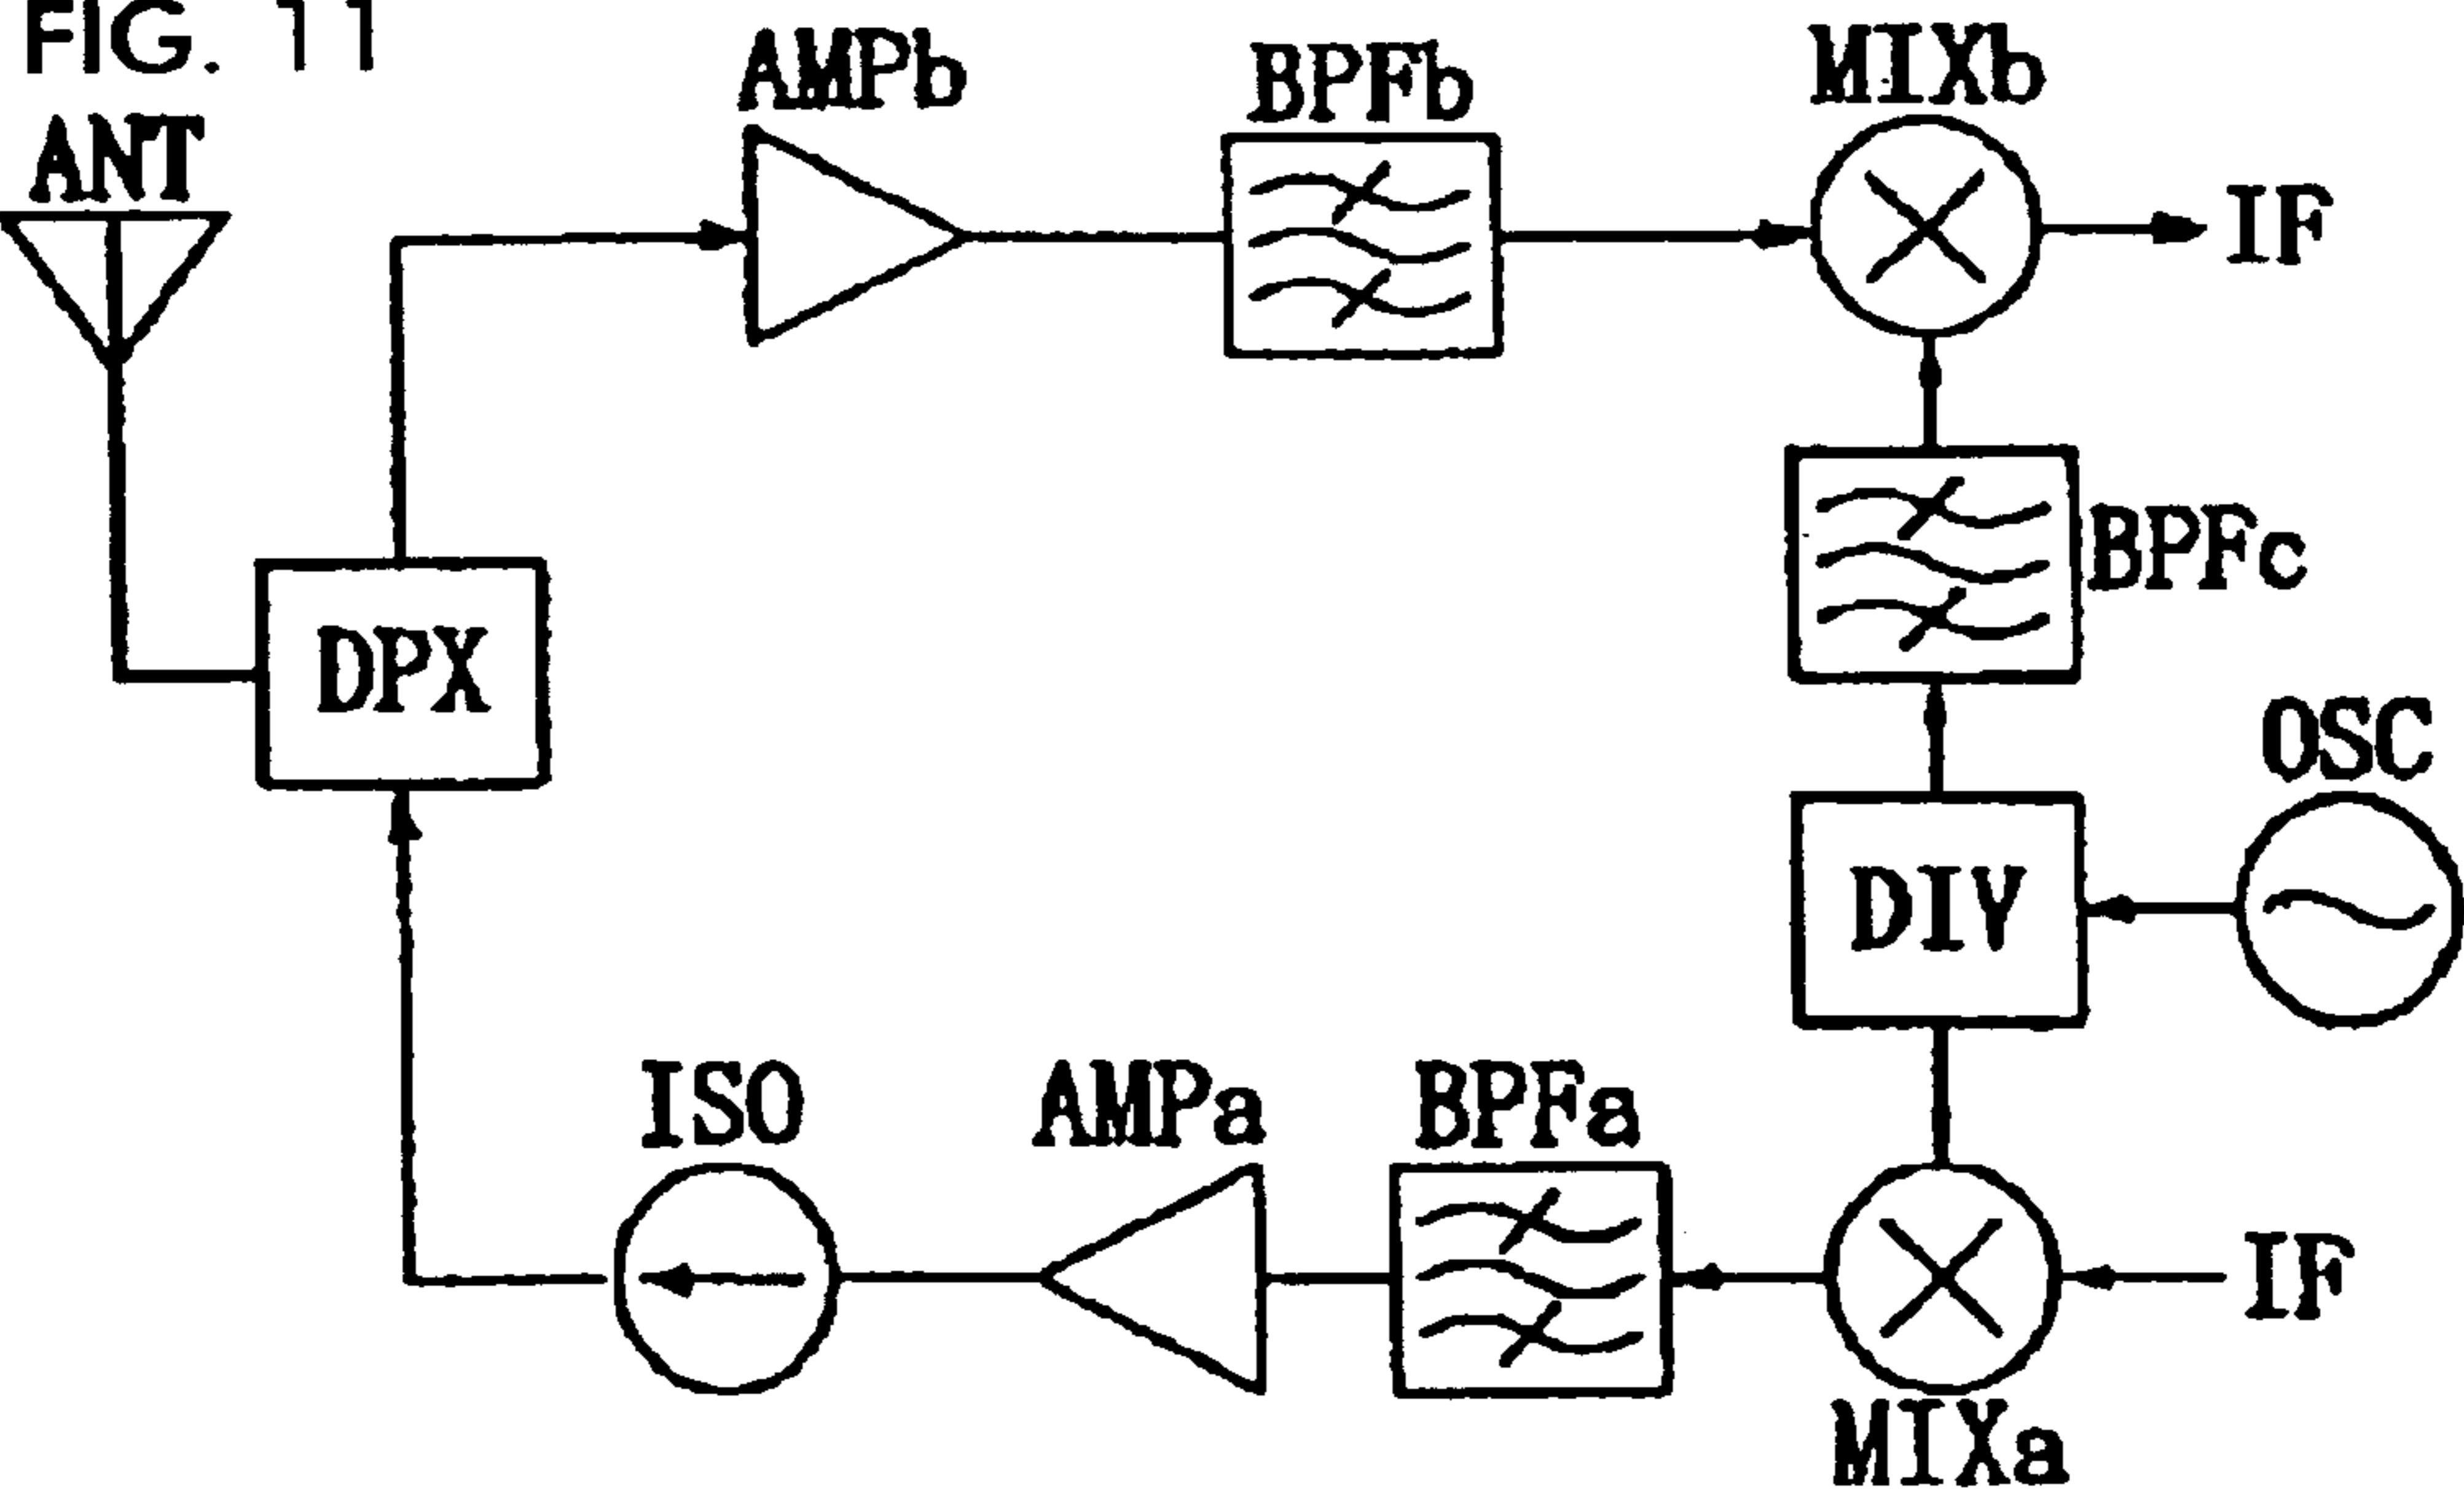 FIG. 11
ANT
AMPb
BPFb
MIXb
IF
BPFc
DPX
OSC
DIV
ISO
AMPa
BPFa
IF
MIXa